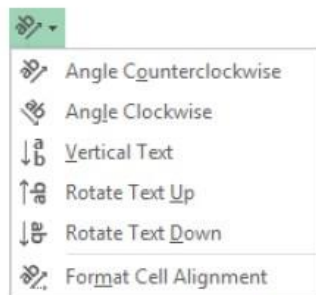 Angle Counterclockwise
Angle Clockwise
Vertical Text
Rotate Text Up
Rotate Text Down
Format Cell Alignment